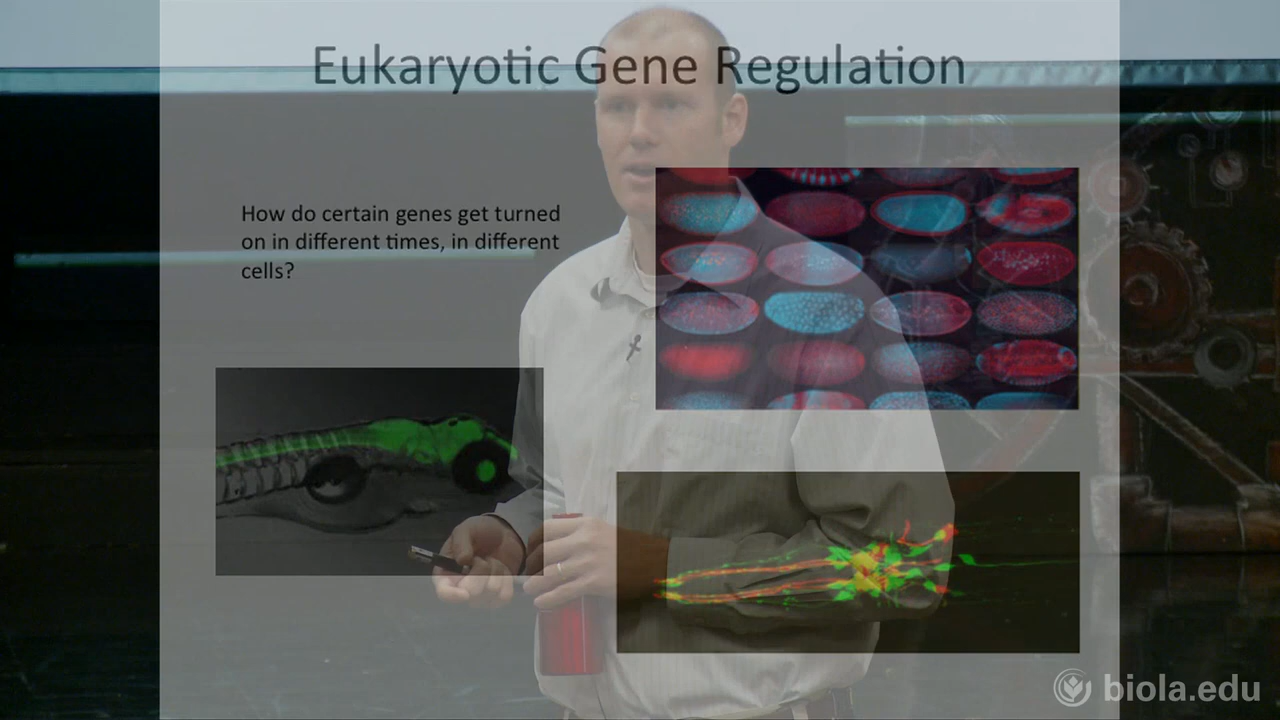 Eukaryotic Gene Regulation
How do certain genes get turned
on in different times, in different
cells?
biola.edu